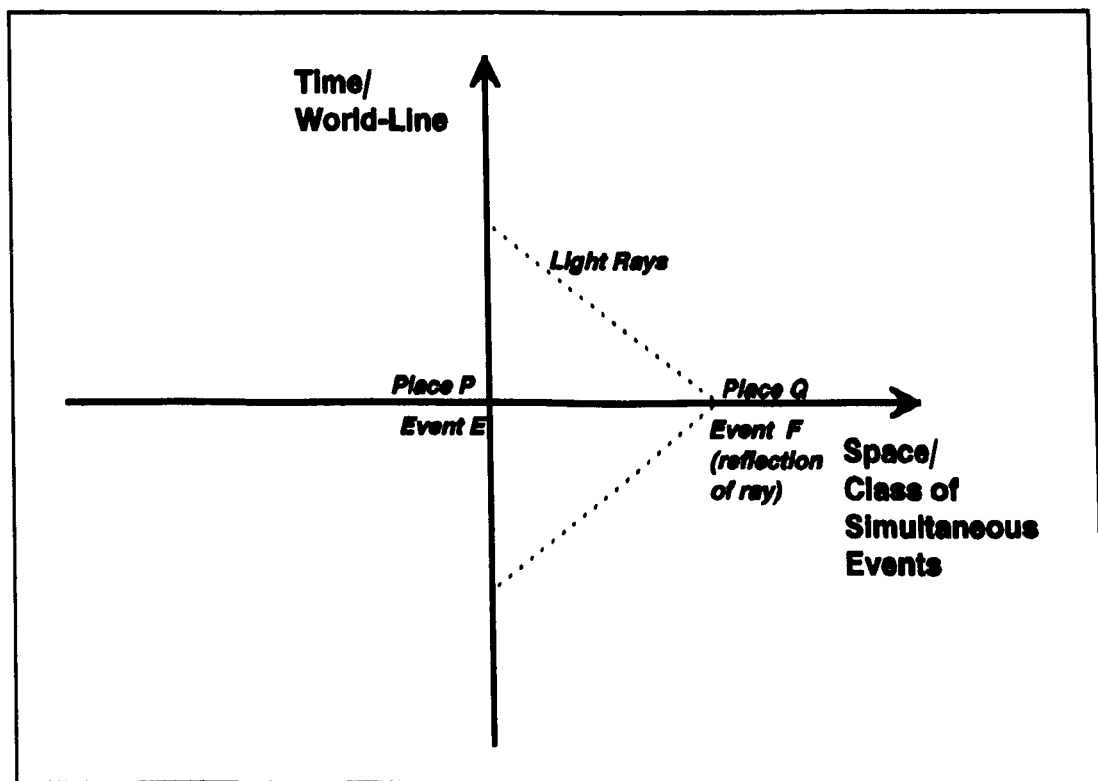 Time/
World-Line
Light Rays
Place P
Place Q
Event E
Event F
(reflection
of ray)
Space/
Class of
Simultaneous
Events